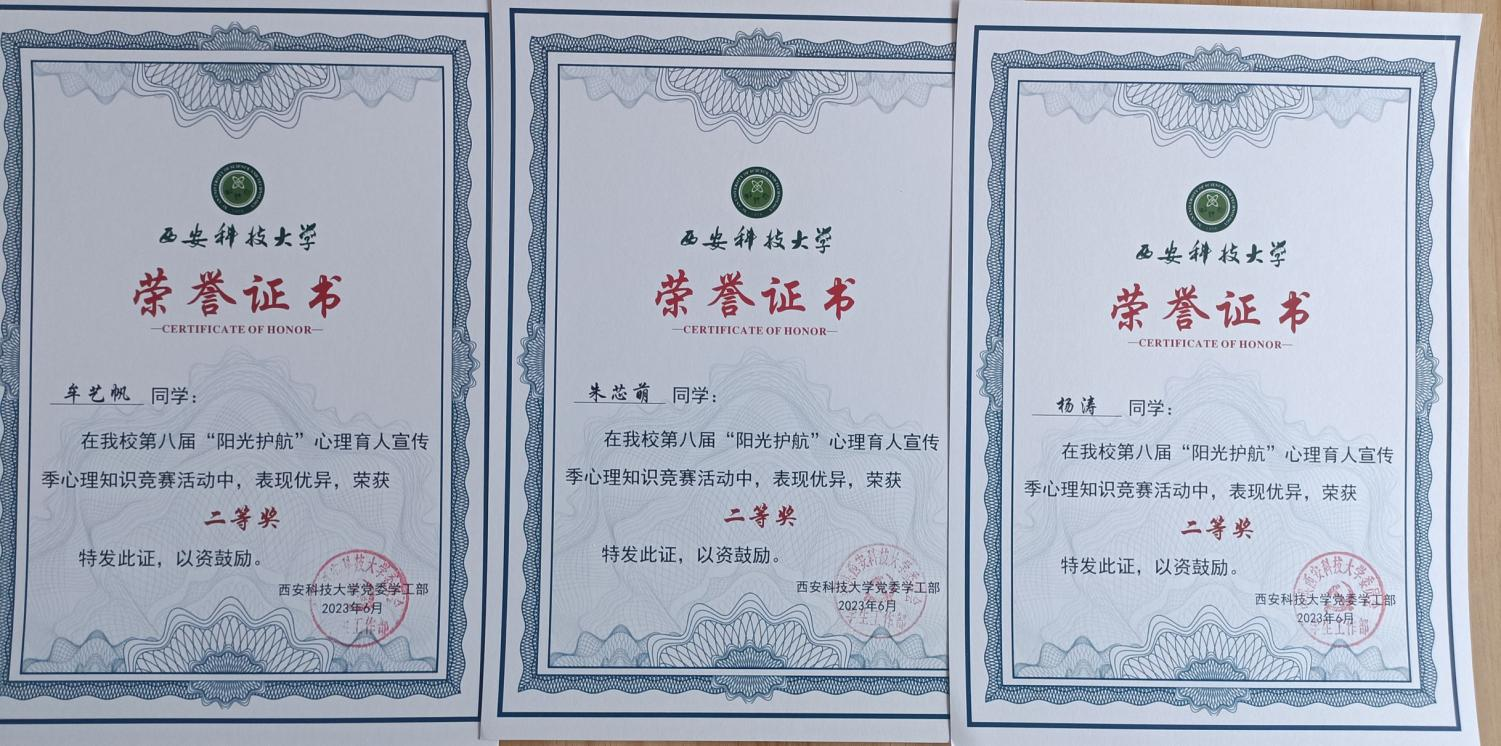 西安科技大学
荣誉证书
—CERTIFICATE OF HONOR—
牟艺帆 同学：
在我校第八届“阳光护航”心理育人宣传
季心理知识竞赛活动中，表现优异，荣获
二等奖
特发此证，以资鼓励。
西安科技大学党委学工部
2023年6月
西安科技大学
荣誉证书
—CERTIFICATE OF HONOR—
朱芯萌 同学：
在我校第八届“阳光护航”心理育人宣传
季心理知识竞赛活动中，表现优异，荣获
二等奖
特发此证，以资鼓励。
西安科技大学党委学工部
2023年6月
西安科技大学
荣誉证书
—CERTIFICATE OF HONOR—
杨涛 同学：
在我校第八届“阳光护航”心理育人宣传
季心理知识竞赛活动中，表现优异，荣获
二等奖
特发此证，以资鼓励。
西安科技大学党委学工部
2023年6月